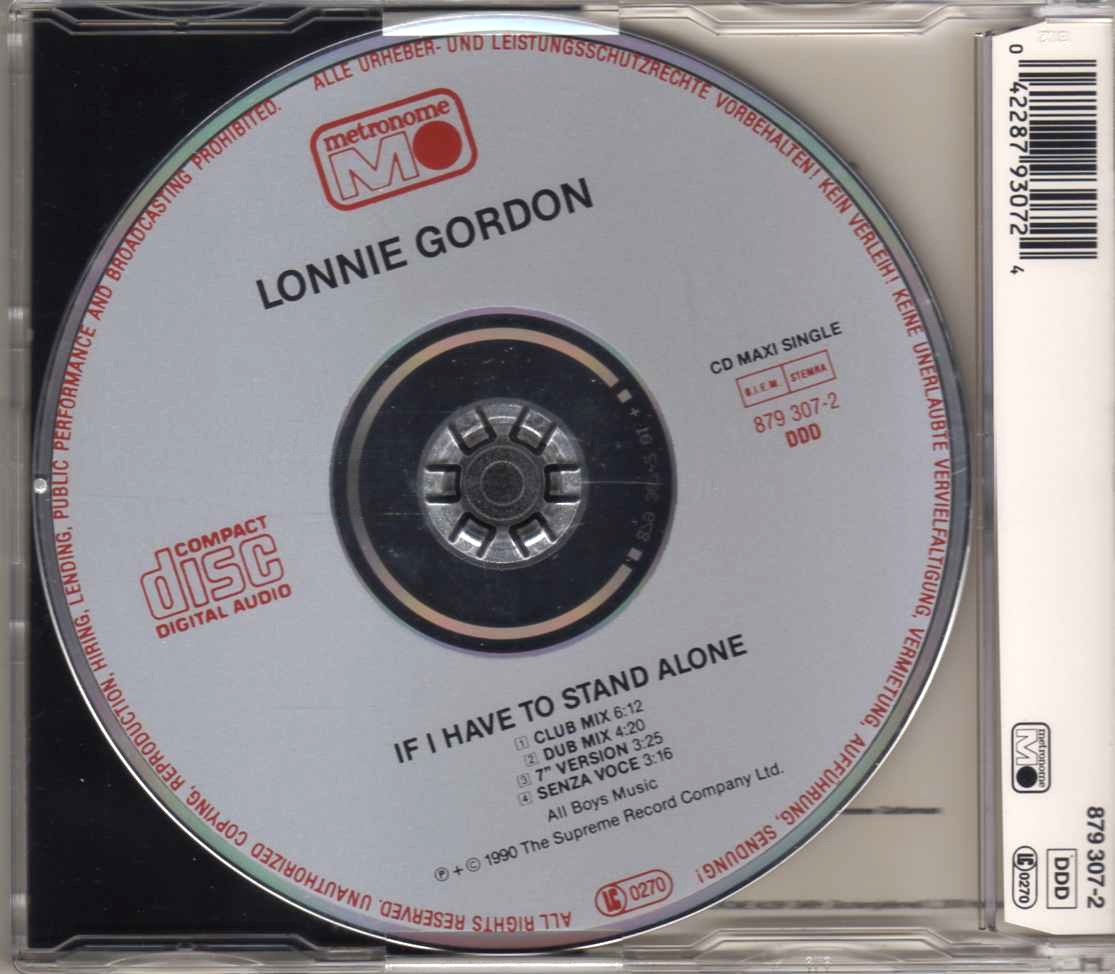 ALLE URHEBER- UND LEISTUNGSSCHUTZRECHTE VORBEHALTEN! KEIN VERLEIH! KEINE UNERLAUBTE VERVIELFÄLTIGUNG, VERMIETUNG, AUFFÜHRUNG, SENDUNG!
metronome
M
LONNIE GORDON
CD MAXI SINGLE
B.I.E.M. STEMRA
879 307-2
DDD
COMPACT
disc
DIGITAL AUDIO
IF I HAVE TO STAND ALONE
1 CLUB MIX 6:12
2 DUB MIX 4:20
3 7" VERSION 3:25
4 SENZA VOCE 3:16
All Boys Music
℗ + © 1990 The Supreme Record Company Ltd.
LC 0270
ALL RIGHTS RESERVED. UNAUTHORIZED COPYING, REPRODUCTION, HIRING, LENDING, PUBLIC PERFORMANCE AND BROADCASTING PROHIBITED.
0 42287 93072 4
metronome
M
879 307-2
LC 0270
DDD